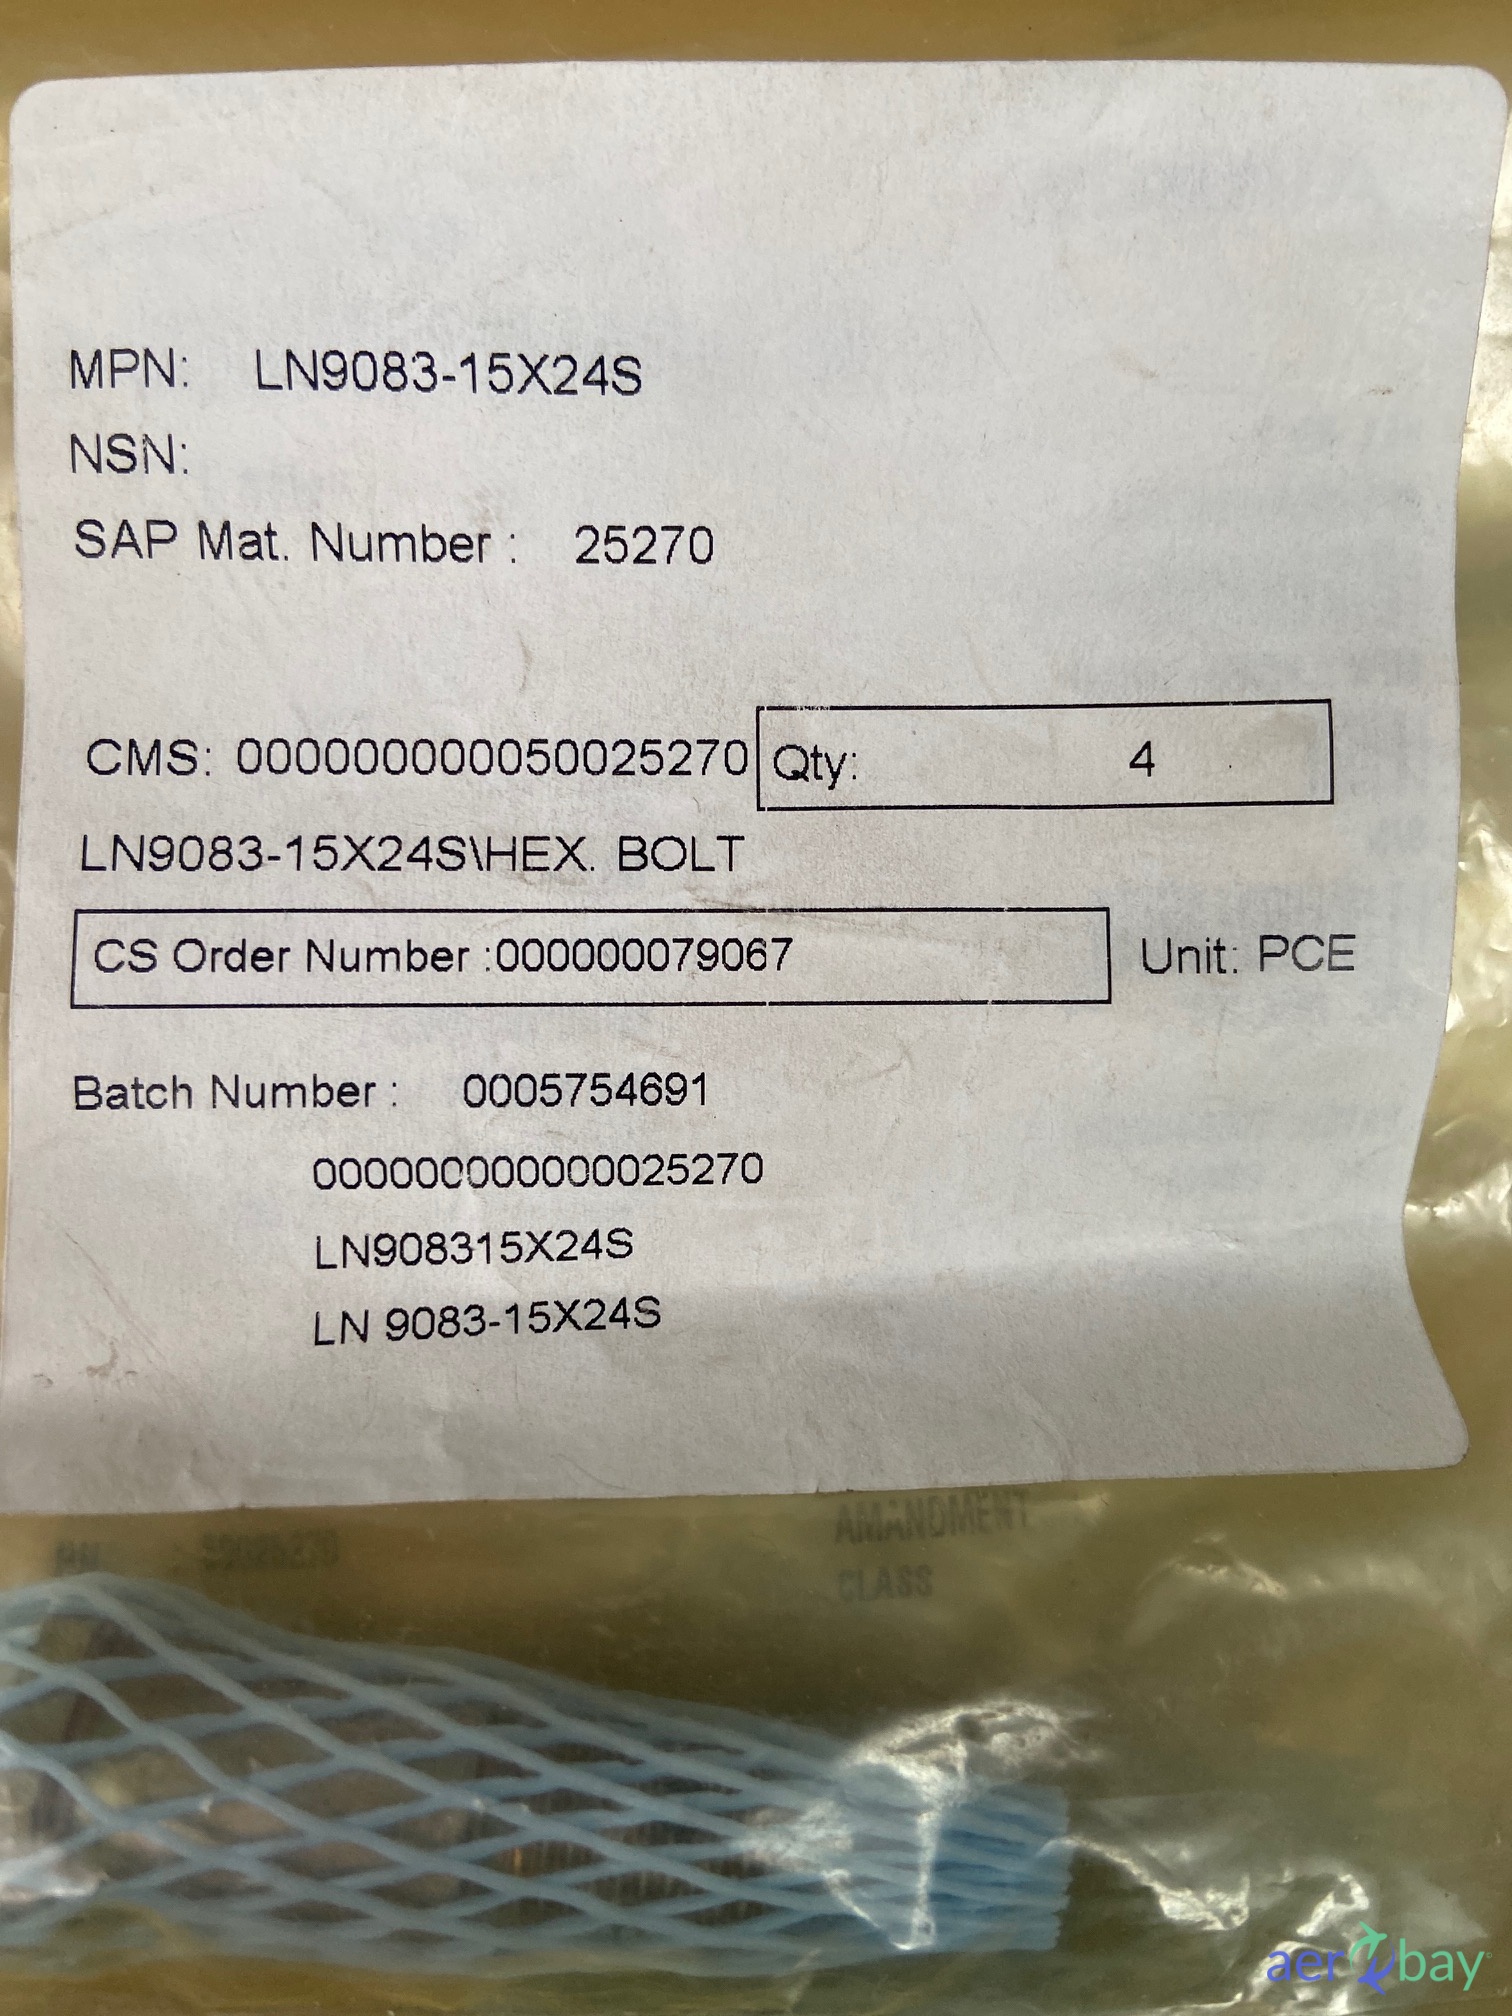 MPN: LN9083-15X24S
NSN:
SAP Mat. Number : 25270
CMS: 000000000050025270 Qty: 4
LN9083-15X24S\HEX. BOLT
CS Order Number :000000079067 Unit: PCE
Batch Number : 0005754691
000000000000025270
LN908315X24S
LN 9083-15X24S
AMANDMENT
CLASS
aerobay